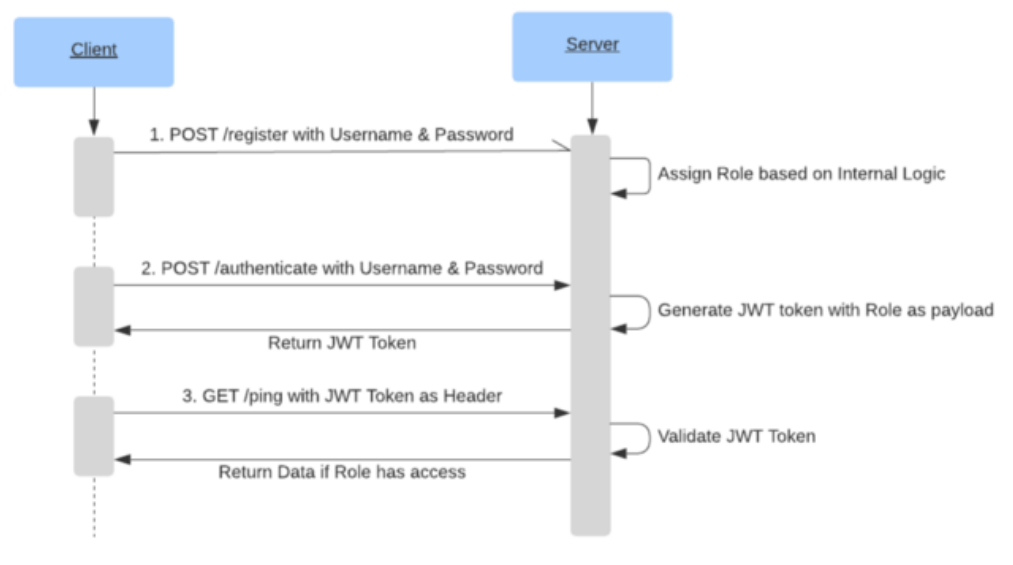 Client
Server
1. POST /register with Username & Password
Assign Role based on Internal Logic
2. POST /authenticate with Username & Password
Generate JWT token with Role as payload
Return JWT Token
3. GET /ping with JWT Token as Header
Validate JWT Token
Return Data if Role has access